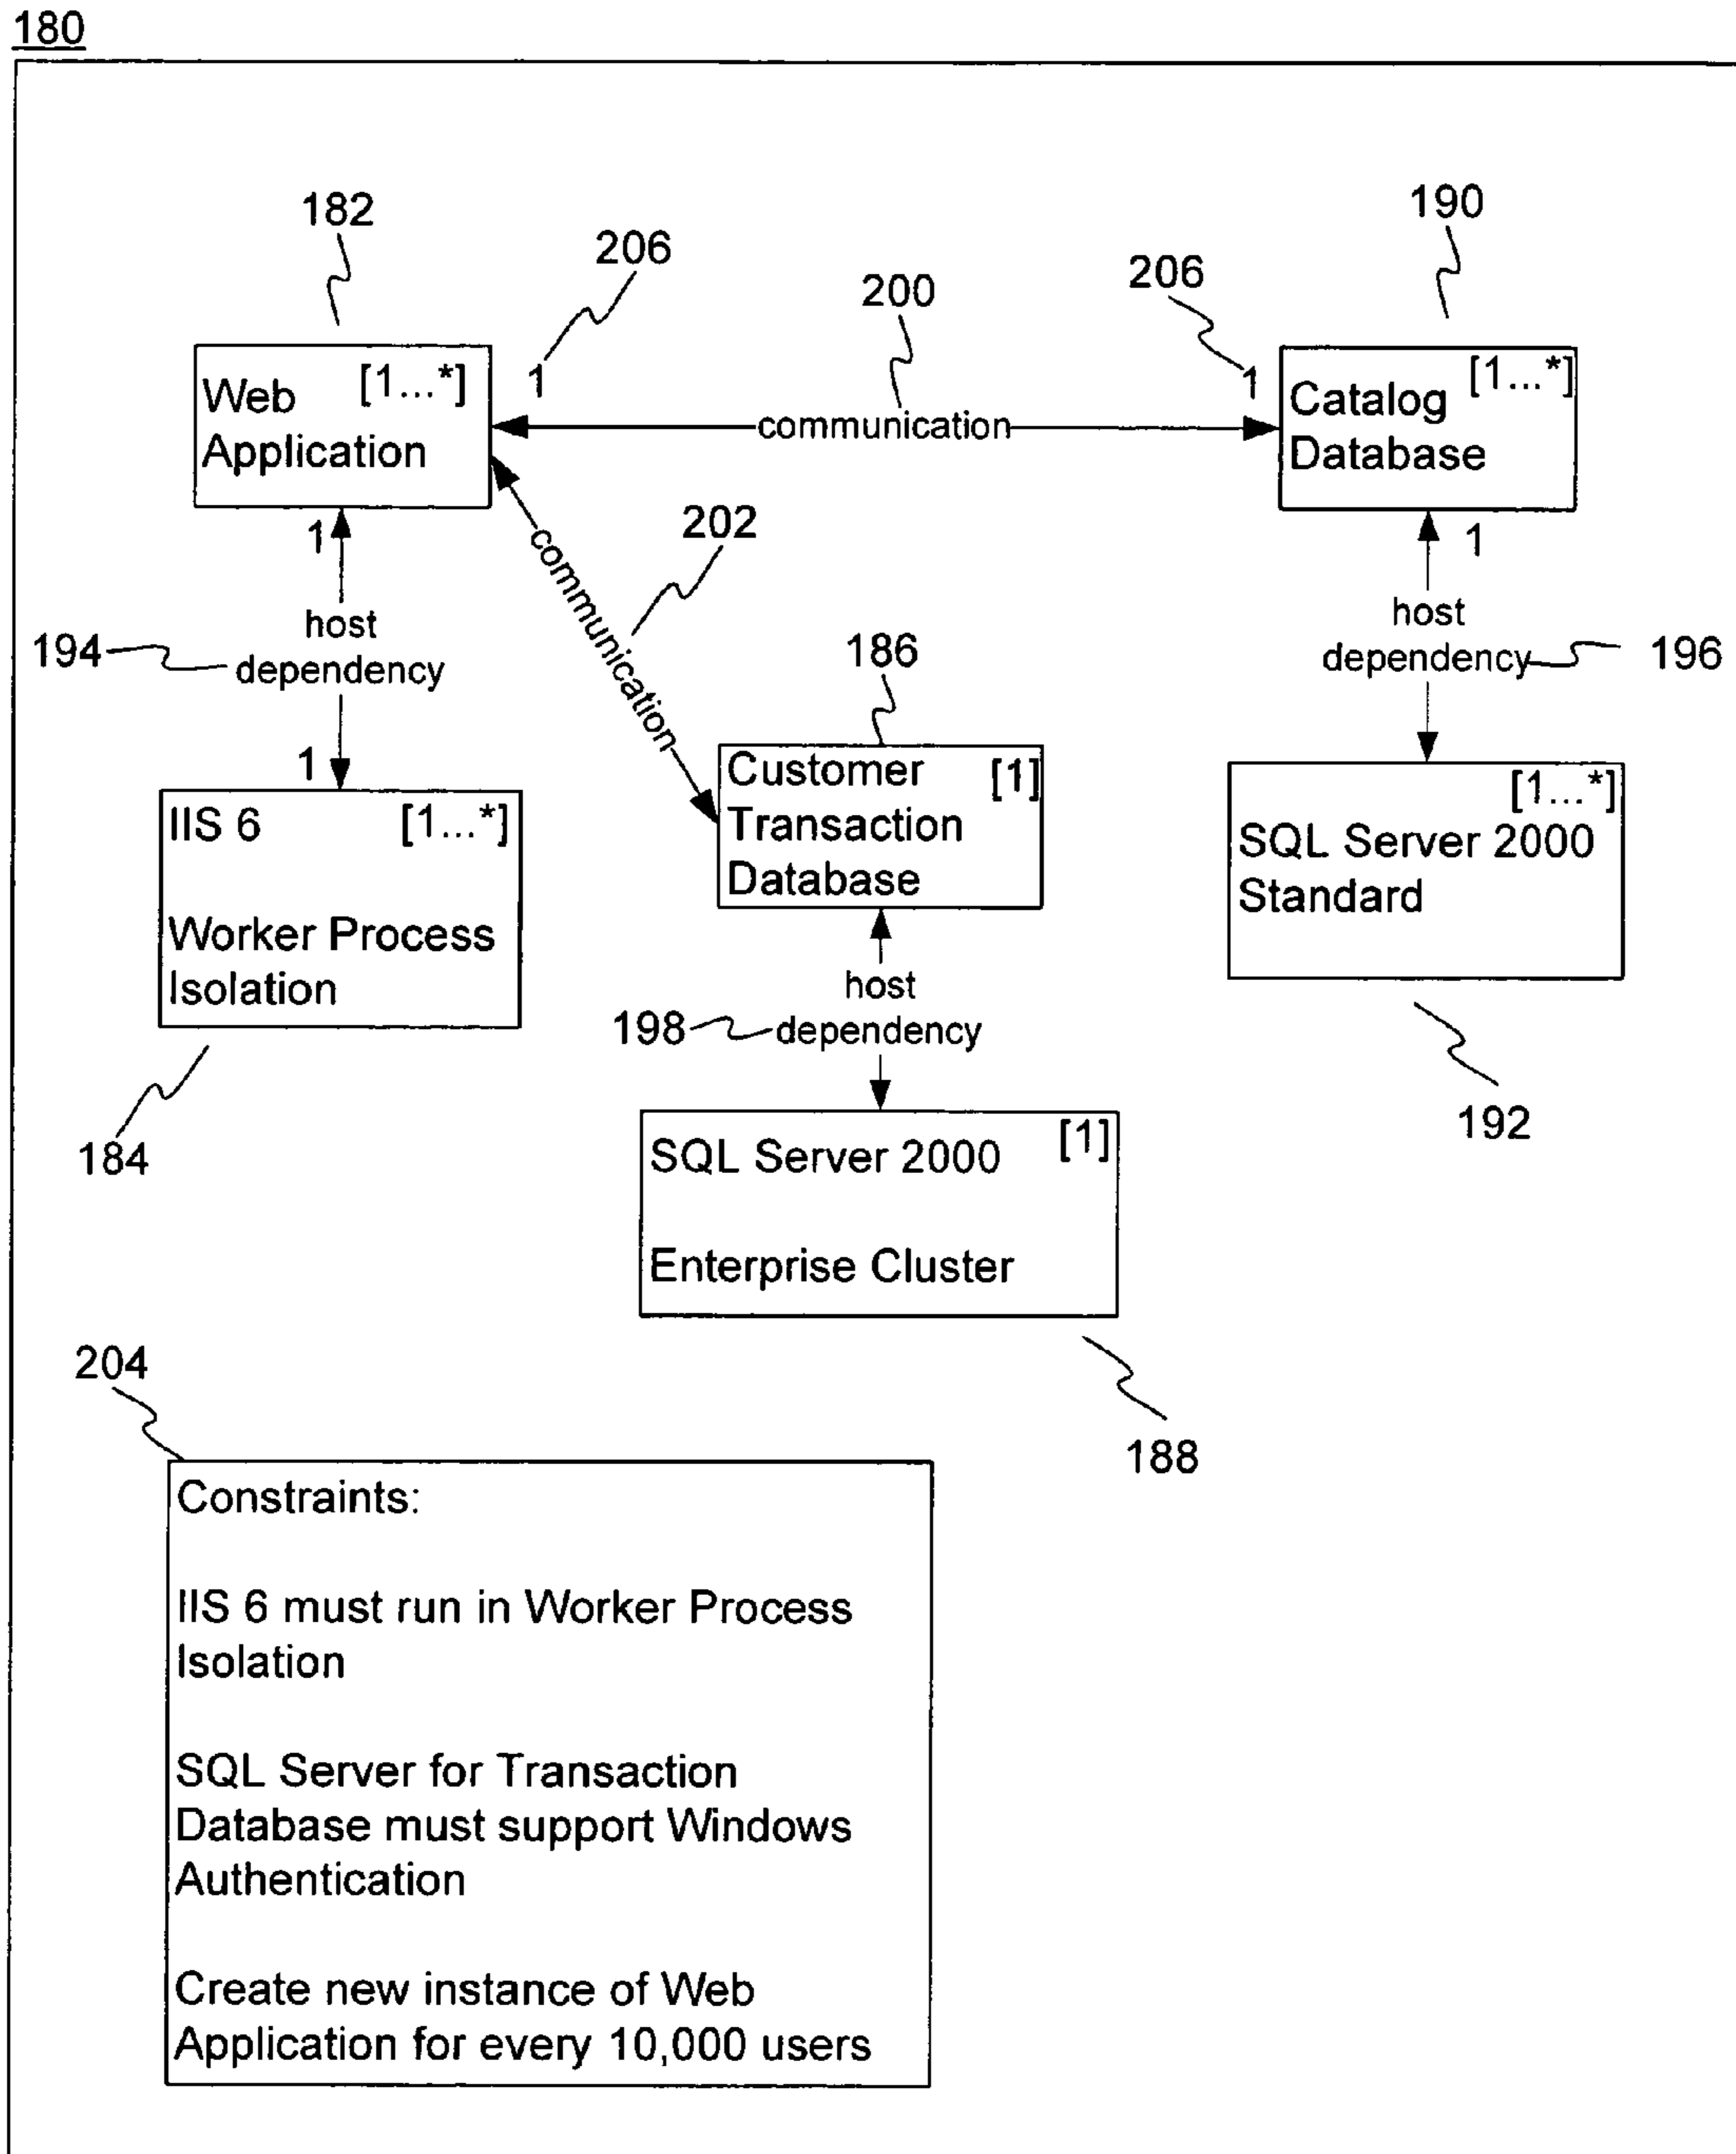 180
182
206
200
206
190
Web Application [1...*]
1
communication
1
Catalog Database [1...*]
202
communication
1
host dependency
194
1
1
host dependency
196
186
Customer Transaction Database [1]
IIS 6 [1...*]
Worker Process Isolation
184
[1...*]
SQL Server 2000
Standard
192
host dependency
198
SQL Server 2000 [1]
Enterprise Cluster
188
204
Constraints:
IIS 6 must run in Worker Process
Isolation
SQL Server for Transaction
Database must support Windows
Authentication
Create new instance of Web
Application for every 10,000 users